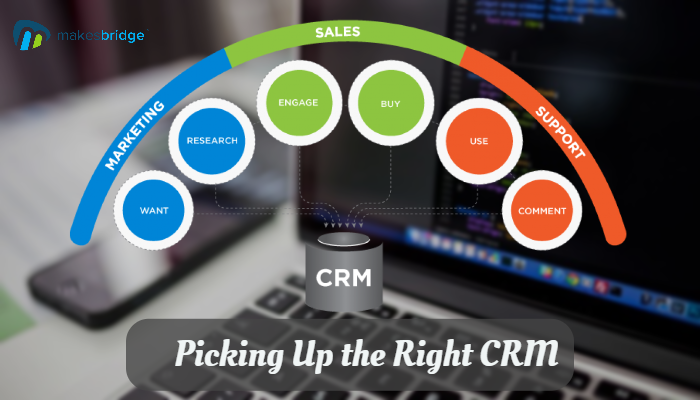 makesbridge
SALES
MARKETING
SUPPORT
ENGAGE
BUY
RESEARCH
USE
WANT
COMMENT
CRM
Picking Up the Right CRM